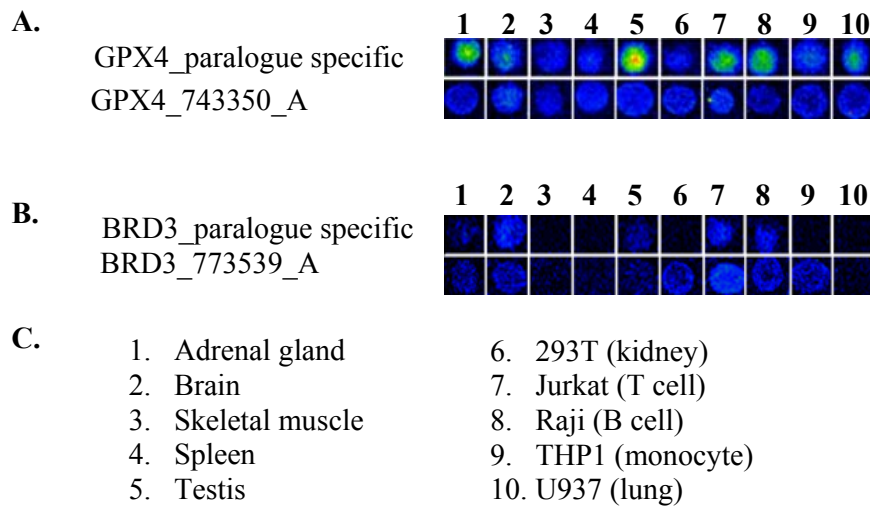 A.
1 2 3 4 5 6 7 8 9 10
GPX4_paralogue specific
GPX4_743350_A
B.
1 2 3 4 5 6 7 8 9 10
BRD3_paralogue specific
BRD3_773539_A
C.
1. Adrenal gland
2. Brain
3. Skeletal muscle
4. Spleen
5. Testis
6. 293T (kidney)
7. Jurkat (T cell)
8. Raji (B cell)
9. THP1 (monocyte)
10. U937 (lung)